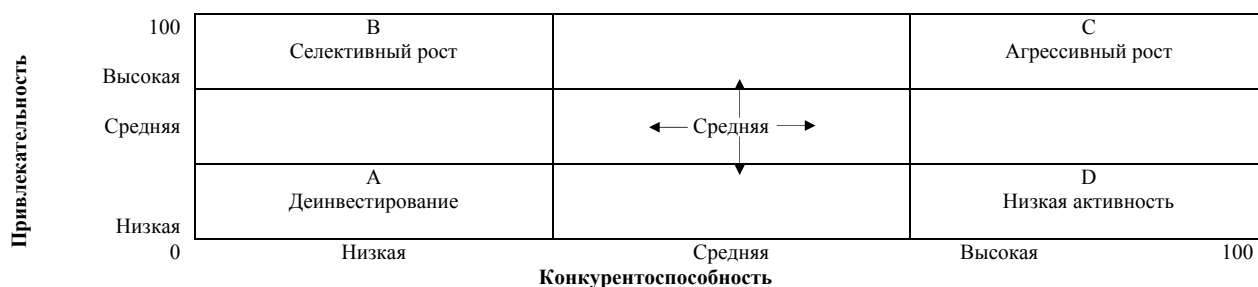 100
B
C
Селективный рост
Агрессивный рост
Высокая
Привлекательность
Средняя
Средняя
A
D
Деинвестирование
Низкая активность
Низкая
0
Низкая
Средняя
Высокая
100
Конкурентоспособность